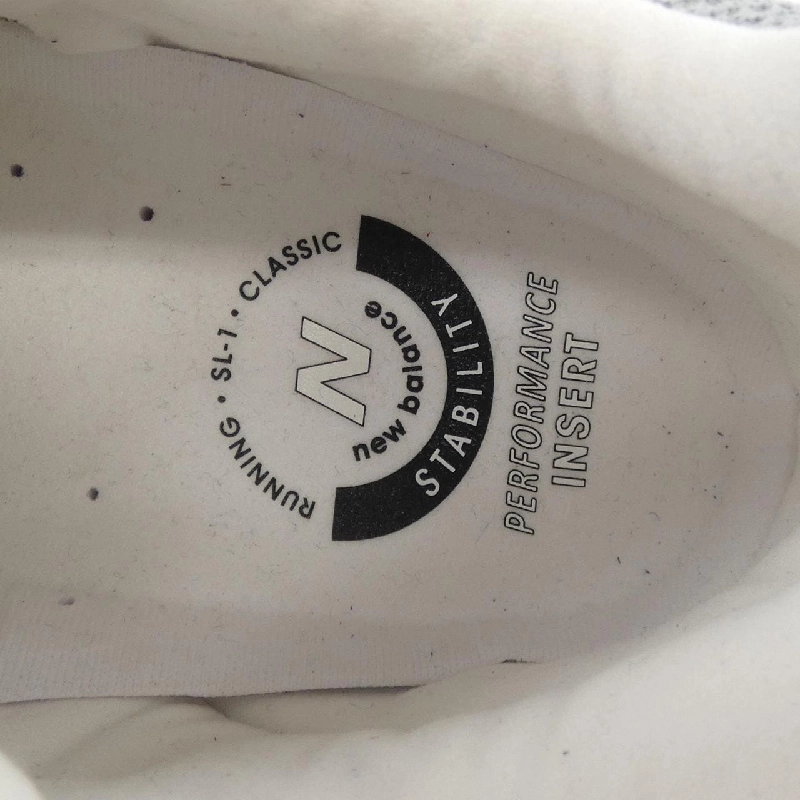 RUNNING • SL-1 • CLASSIC
N
new balance
STABILITY
PERFORMANCE
INSERT